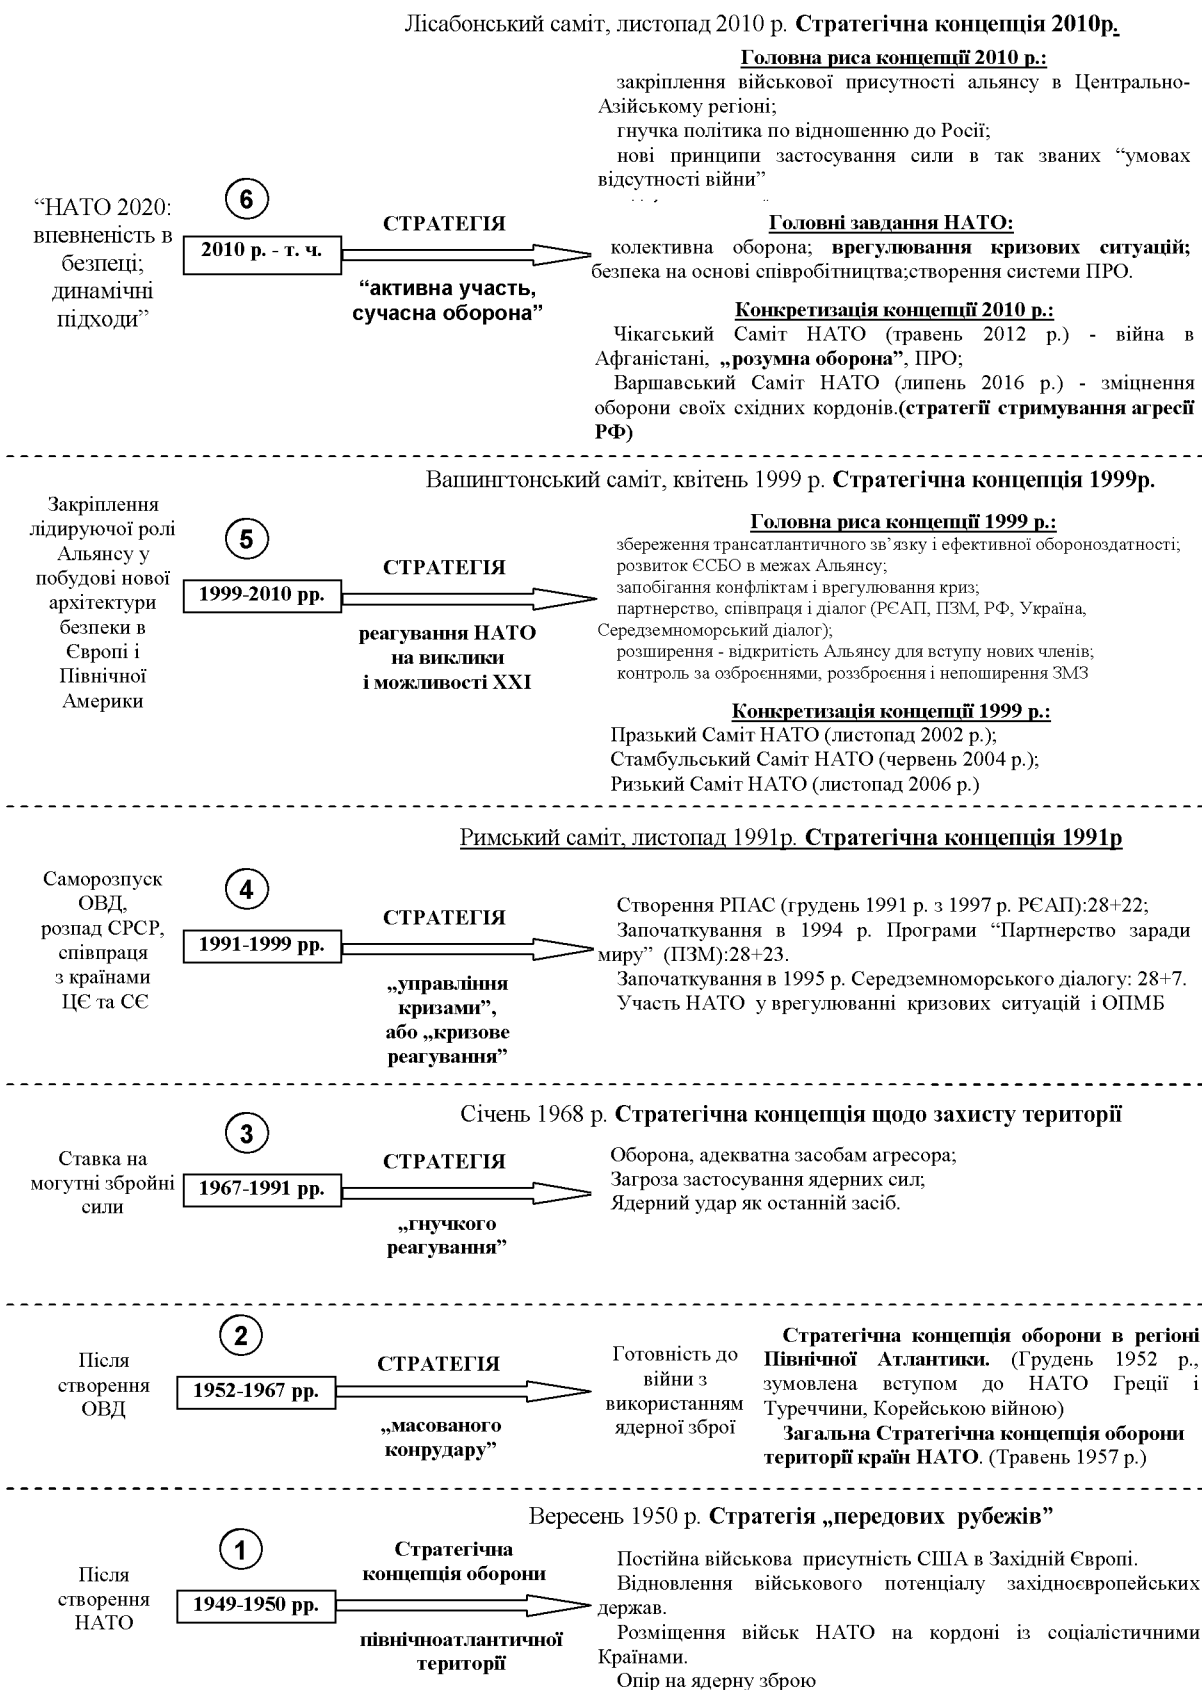 Лісабонський саміт, листопад 2010 р. Стратегічна концепція 2010р.
Головна риса концепції 2010 р.:
закріплення військової присутності альянсу в Центрально-
Азійському регіоні;
гнучка політика по відношенню до Росії;
нові принципи застосування сили в так званих “умовах
відсутності війни”
“НАТО 2020:
впевненість в
безпеці;
динамічні
підходи”
6
2010 р. - т. ч.
СТРАТЕГІЯ
“активна участь,
сучасна оборона”
Головні завдання НАТО:
колективна оборона; врегулювання кризових ситуацій;
безпека на основі співробітництва;створення системи ПРО.
Конкретизація концепції 2010 р.:
Чікагський Саміт НАТО (травень 2012 р.) - війна в
Афганістані, „розумна оборона”, ПРО;
Варшавський Саміт НАТО (липень 2016 р.) - зміцнення
оборони своїх східних кордонів.(стратегії стримування агресії
РФ)
Вашингтонський саміт, квітень 1999 р. Стратегічна концепція 1999р.
Закріплення
лідируючої ролі
Альянсу у
побудові нової
архітектури
безпеки в
Європі і
Північної
Америки
5
1999-2010 рр.
СТРАТЕГІЯ
реагування НАТО
на виклики
і можливості XXI
Головна риса концепції 1999 р.:
збереження трансатлантичного зв’язку і ефективної обороноздатності;
розвиток ЄСБО в межах Альянсу;
запобігання конфліктам і врегулювання криз;
партнерство, співпраця і діалог (РЄАП, ПЗМ, РФ, Україна,
Середземноморський діалог);
розширення - відкритість Альянсу для вступу нових членів;
контроль за озброєннями, роззброєння і непоширення ЗМЗ
Конкретизація концепції 1999 р.:
Празький Саміт НАТО (листопад 2002 р.);
Стамбульський Саміт НАТО (червень 2004 р.);
Ризький Саміт НАТО (листопад 2006 р.)
Римський саміт, листопад 1991р. Стратегічна концепція 1991р
Саморозпуск
ОВД,
розпад СРСР,
співпраця
з країнами
ЦЄ та СЄ
4
1991-1999 рр.
СТРАТЕГІЯ
„управління
кризами”,
або „кризове
реагування”
Створення РПАС (грудень 1991 р. з 1997 р. РЄАП):28+22;
Започаткування в 1994 р. Програми “Партнерство заради
миру” (ПЗМ):28+23.
Започаткування в 1995 р. Середземноморського діалогу: 28+7.
Участь НАТО у врегулюванні кризових ситуацій і ОПМБ
Січень 1968 р. Стратегічна концепція щодо захисту території
Ставка на
могутні збройні
сили
3
1967-1991 рр.
СТРАТЕГІЯ
„гнучкого
реагування”
Оборона, адекватна засобам агресора;
Загроза застосування ядерних сил;
Ядерний удар як останній засіб.
Після
створення
ОВД
2
1952-1967 рр.
СТРАТЕГІЯ
„масованого
конрудару”
Готовність до
війни з
використанням
ядерної зброї
Стратегічна концепція оборони в регіоні
Північної Атлантики. (Грудень 1952 р.,
зумовлена вступом до НАТО Греції і
Туреччини, Корейською війною)
Загальна Стратегічна концепція оборони
території країн НАТО. (Травень 1957 р.)
Вересень 1950 р. Стратегія „передових рубежів”
Після
створення
НАТО
1
1949-1950 рр.
Стратегічна
концепція оборони
північноатлантичної
території
Постійна військова присутність США в Західній Європі.
Відновлення військового потенціалу західноєвропейських
держав.
Розміщення військ НАТО на кордоні із соціалістичними
Країнами.
Опір на ядерну зброю